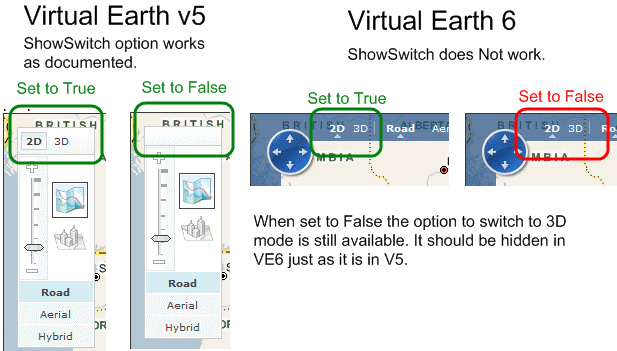 Virtual Earth v5
ShowSwitch option works
as documented.
Set to True
Set to False
BRITISH
2D 3D
Road
Aerial
Hybrid
BRITISH
Road
Aerial
Hybrid
Virtual Earth 6
ShowSwitch does Not work.
Set to True
Set to False
BRITISH ALBERTA
2D 3D Road Aer
MBIA
BRITISH
2D 3D Ro
MBIA
When set to False the option to switch to 3D
mode is still available. It should be hidden in
VE6 just as it is in V5.